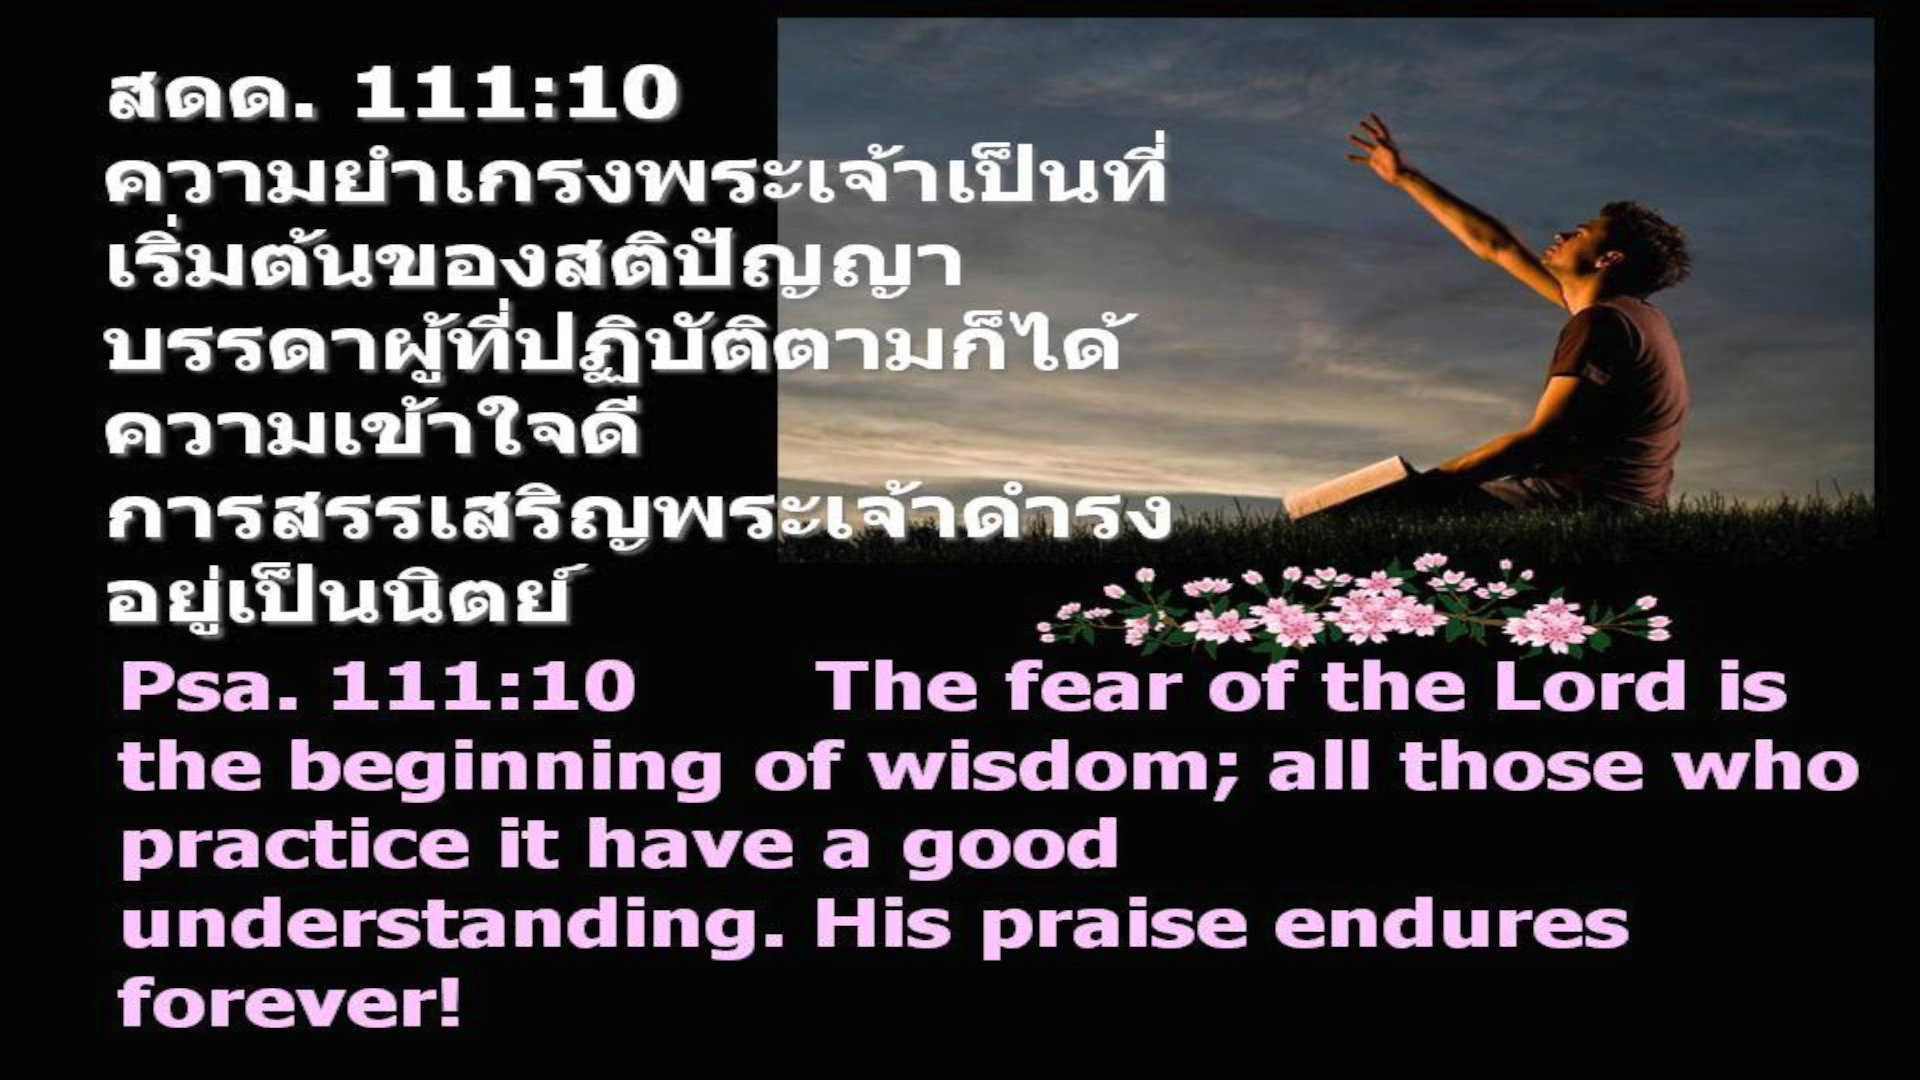 สดด. 111:10
ความยำเกรงพระเจ้าเป็นที่
เริ่มต้นของสติปัญญา
บรรดาผู้ที่ปฏิบัติตามก็ได้
ความเข้าใจดี
การสรรเสริญพระเจ้าดำรง
อยู่เป็นนิตย์
Psa. 111:10 The fear of the Lord is
the beginning of wisdom; all those who
practice it have a good
understanding. His praise endures
forever!